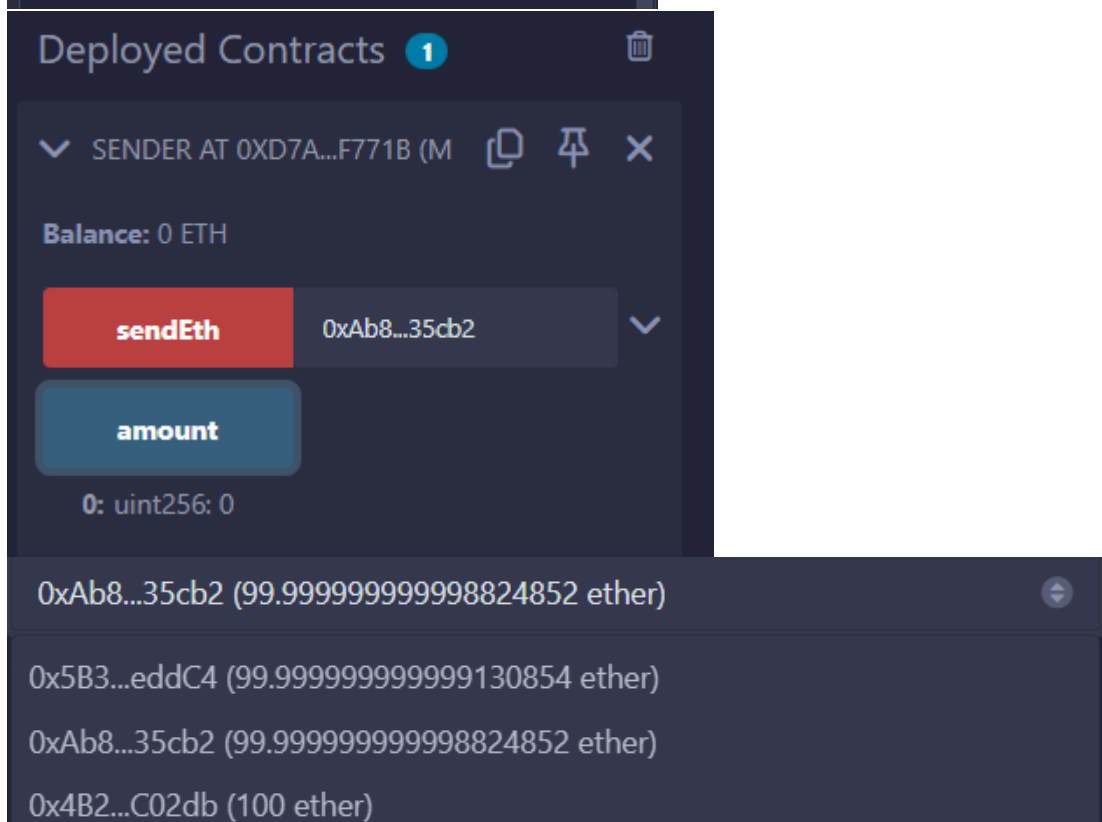 Deployed Contracts 1
SENDER AT 0XD7A...F771B (M
Balance: 0 ETH
sendEth 0xAb8...35cb2
amount
0: uint256: 0
0xAb8...35cb2 (99.999999999998824852 ether)
0x5B3...eddC4 (99.999999999999130854 ether)
0xAb8...35cb2 (99.999999999998824852 ether)
0x4B2...C02db (100 ether)